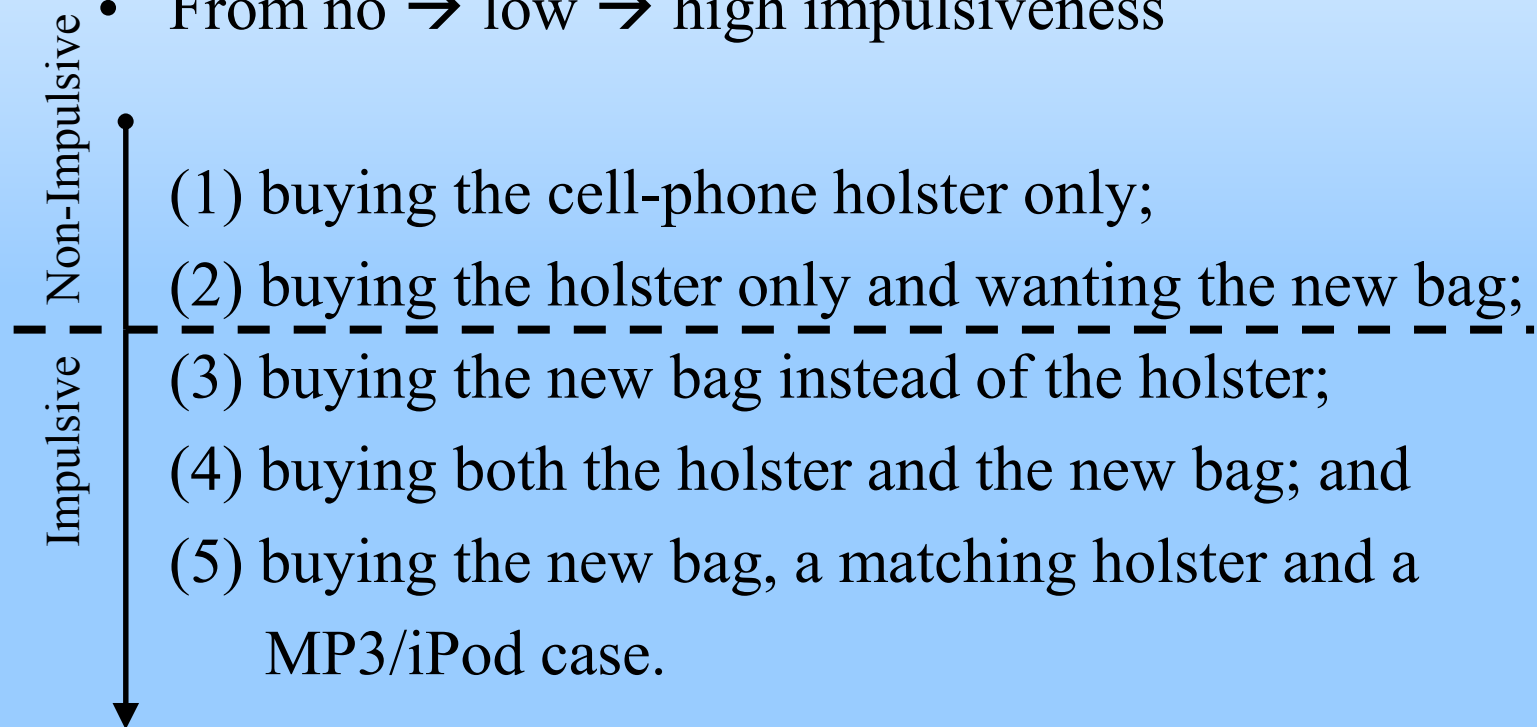 • From no → low → high impulsiveness
Non-Impulsive
(1) buying the cell-phone holster only;
(2) buying the holster only and wanting the new bag;
Impulsive
(3) buying the new bag instead of the holster;
(4) buying both the holster and the new bag; and
(5) buying the new bag, a matching holster and a
MP3/iPod case.